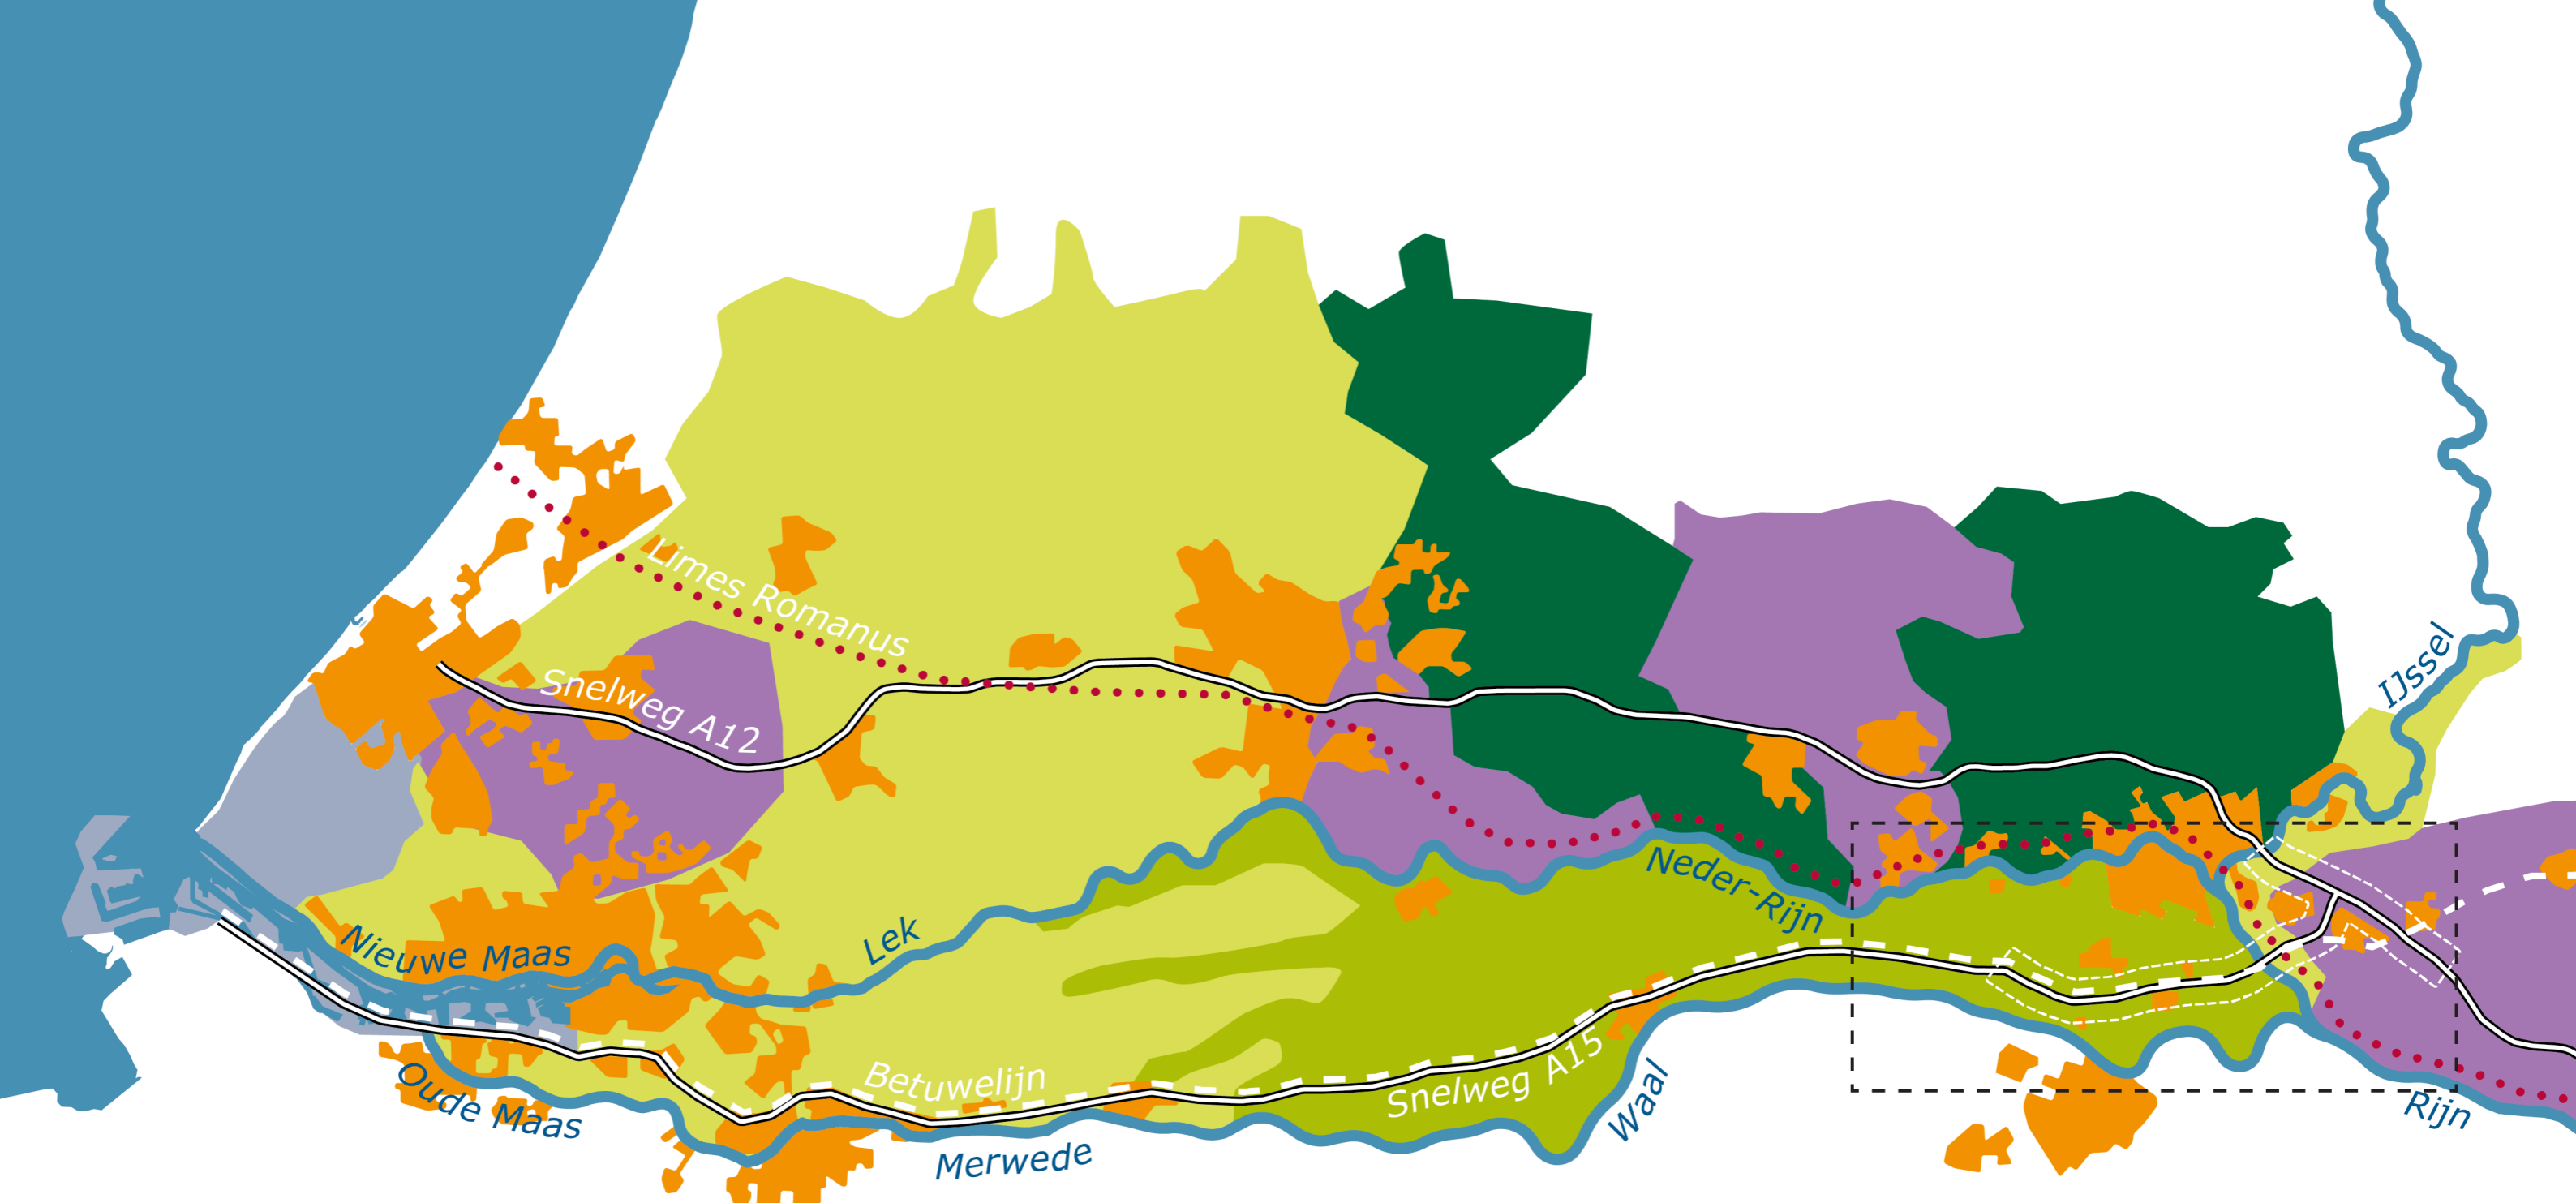 Limes Romanus
Snelweg A12
IJssel
Neder-Rijn
Nieuwe Maas
Lek
Betuwelijn
Snelweg A15
Oude Maas
Waal
Rijn
Merwede